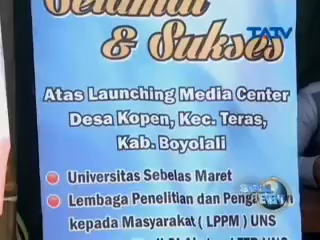 Selamat
& Sukses
TATV
Atas Launching Media Center
Desa Kopen, Kec. Teras,
Kab. Boyolali
Universitas Sebelas Maret
Lembaga Penelitian dan
kepada Masyarakat ( LPPM ) UNS